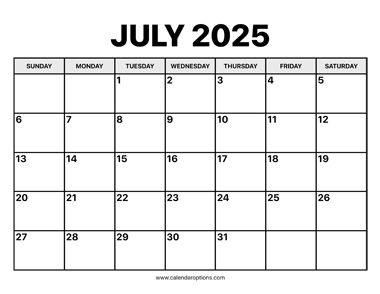 JULY 2025
SUNDAY MONDAY TUESDAY WEDNESDAY THURSDAY FRIDAY SATURDAY
1 2 3 4 5
6 7 8 9 10 11 12
13 14 15 16 17 18 19
20 21 22 23 24 25 26
27 28 29 30 31
www.calendaroptions.com